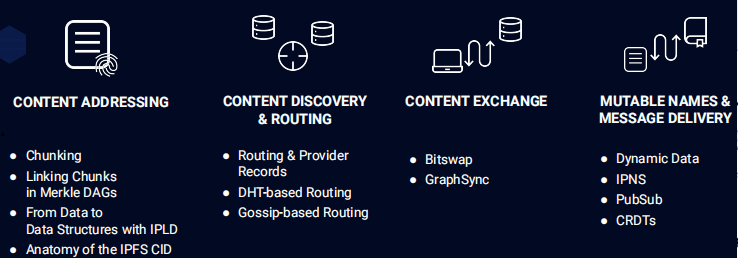 CONTENT ADDRESSING
● Chunking
● Linking Chunks
in Merkle DAGs
● From Data to
Data Structures with IPLD
● Anatomy of the IPFS CID
CONTENT DISCOVERY
& ROUTING
● Routing & Provider
Records
● DHT-based Routing
● Gossip-based Routing
CONTENT EXCHANGE
● Bitswap
● GraphSync
MUTABLE NAMES &
MESSAGE DELIVERY
● Dynamic Data
● IPNS
● PubSub
● CRDTs